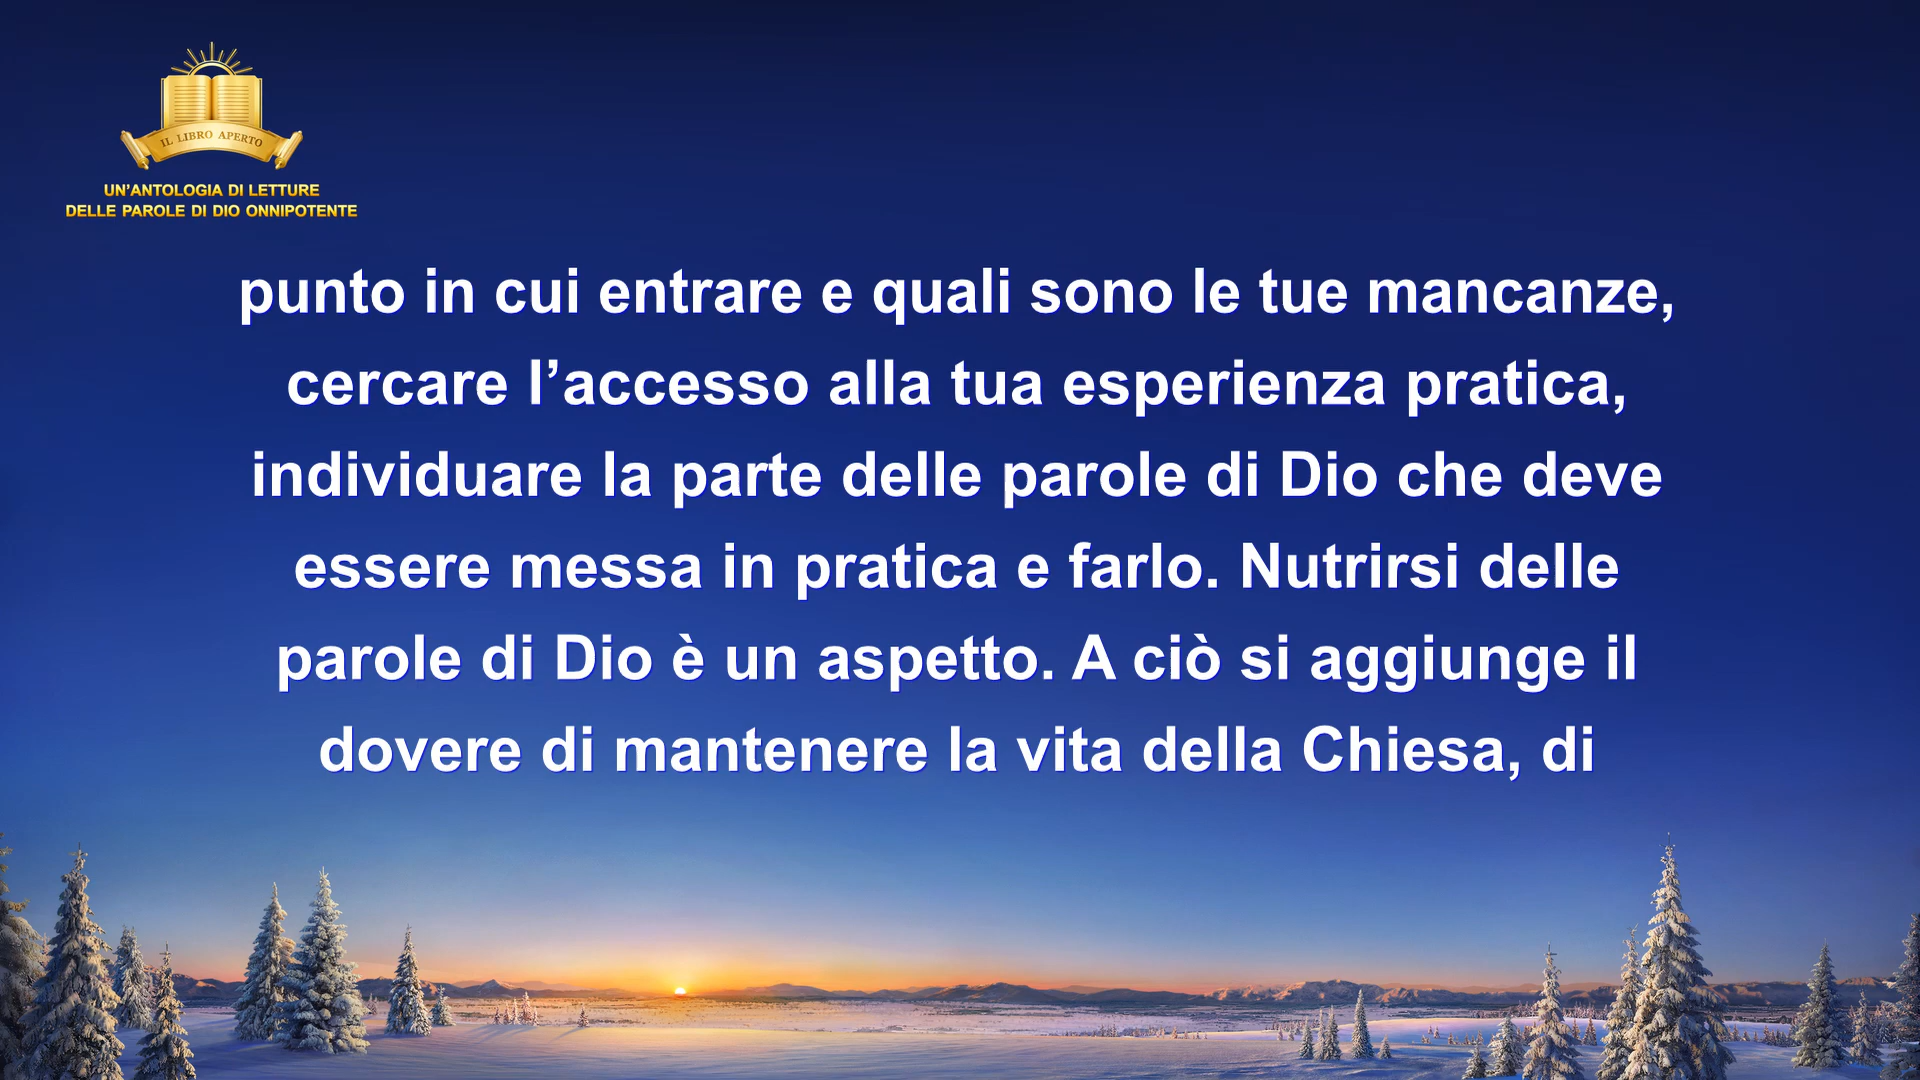 IL LIBRO APERTO
UN’ANTOLOGIA DI LETTURE
DELLE PAROLE DI DIO ONNIPOTENTE
punto in cui entrare e quali sono le tue mancanze,
cercare l’accesso alla tua esperienza pratica,
individuare la parte delle parole di Dio che deve
essere messa in pratica e farlo. Nutrirsi delle
parole di Dio è un aspetto. A ciò si aggiunge il
dovere di mantenere la vita della Chiesa, di